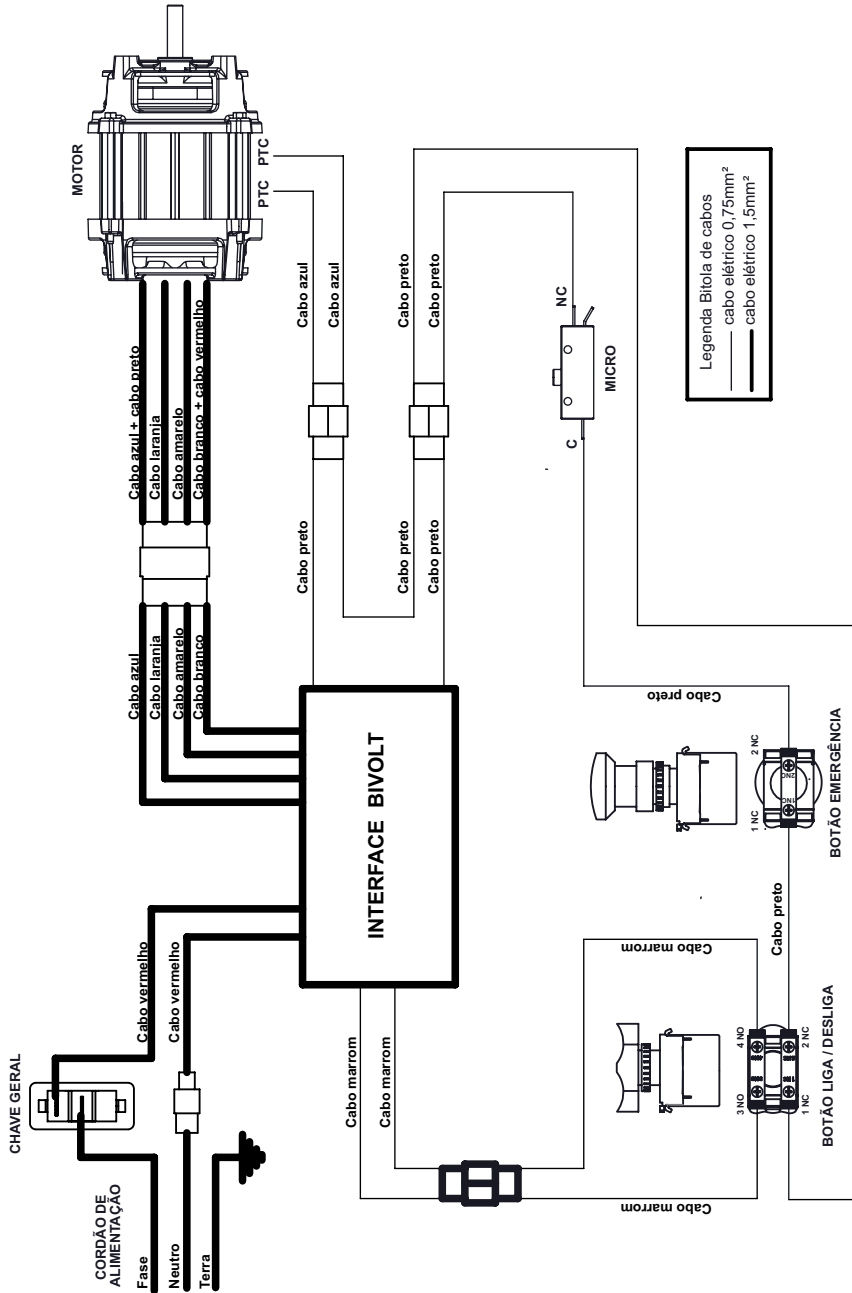 CHAVE GERAL
CORDÃO DE
ALIMENTAÇÃO
Fase
Neutro
Terra
Cabo vermelho
Cabo vermelho
MOTOR
PTC
PTC
Cabo azul + cabo preto
Cabo laranja
Cabo amarelo
Cabo branco + cabo vermelho
Cabo azul
Cabo laranja
Cabo amarelo
Cabo branco
INTERFACE BIVOLT
Cabo azul
Cabo azul
Cabo preto
Cabo preto
Cabo preto
Cabo preto
Cabo preto
NC
MICRO
C
Legenda Bitola de cabos
cabo elétrico 0,75mm²
cabo elétrico 1,5mm²
Cabo marrom
Cabo marrom
Cabo marrom
Cabo marrom
Cabo preto
Cabo preto
3 NO
4 NO
1 NC
2 NC
BOTÃO LIGA / DESLIGA
1 NC
2 NC
1NC
2NC
BOTÃO EMERGÊNCIA